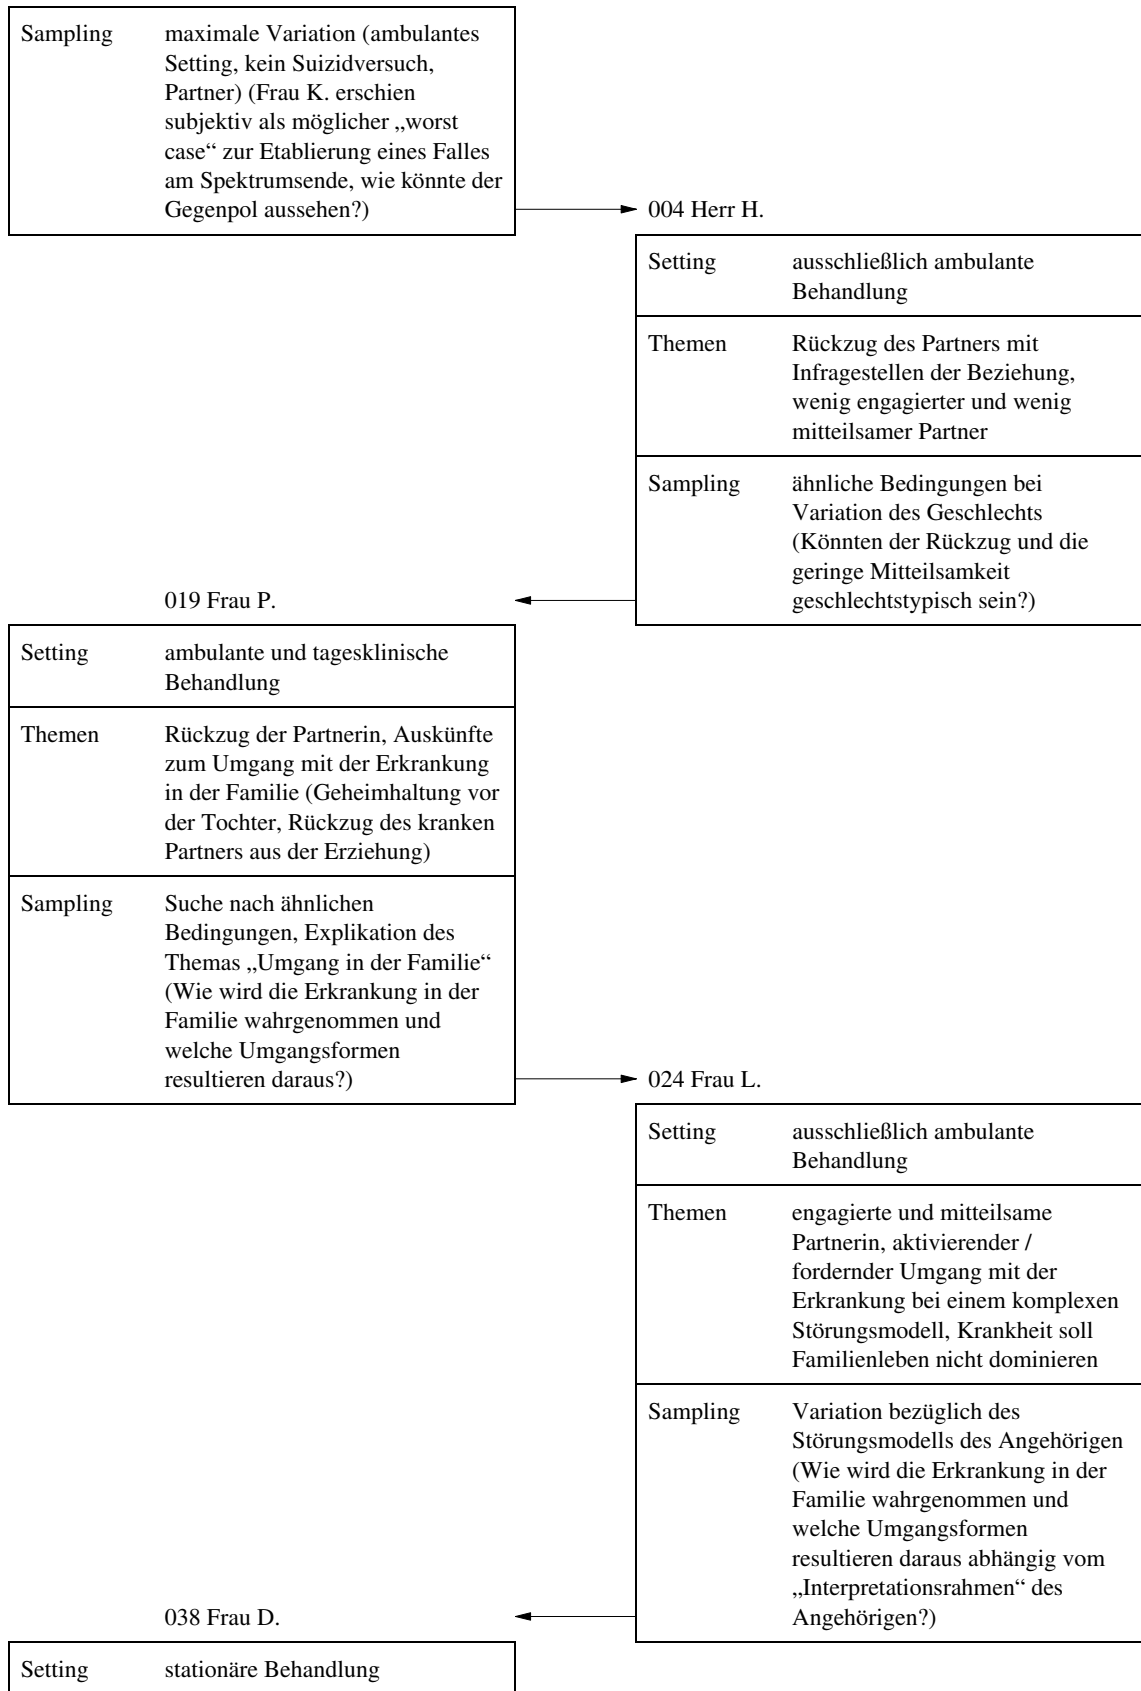 Sampling maximale Variation (ambulantes
Setting, kein Suizidversuch,
Partner) (Frau K. erschien
subjektiv als möglicher „worst
case“ zur Etablierung eines Falles
am Spektrumsende, wie könnte der
Gegenpol aussehen?)
004 Herr H.
Setting ausschließlich ambulante
Behandlung
Themen Rückzug des Partners mit
Infragestellen der Beziehung,
wenig engagierter und wenig
mitteilsamer Partner
Sampling ähnliche Bedingungen bei
Variation des Geschlechts
(Könnten der Rückzug und die
geringe Mitteilsamkeit
geschlechtstypisch sein?)
019 Frau P.
Setting ambulante und tagesklinische
Behandlung
Themen Rückzug der Partnerin, Auskünfte
zum Umgang mit der Erkrankung
in der Familie (Geheimhaltung vor
der Tochter, Rückzug des kranken
Partners aus der Erziehung)
Sampling Suche nach ähnlichen
Bedingungen, Explikation des
Themas „Umgang in der Familie“
(Wie wird die Erkrankung in der
Familie wahrgenommen und
welche Umgangsformen
resultieren daraus?)
024 Frau L.
Setting ausschließlich ambulante
Behandlung
Themen engagierte und mitteilsame
Partnerin, aktivierender /
fordernder Umgang mit der
Erkrankung bei einem komplexen
Störungsmodell, Krankheit soll
Familienleben nicht dominieren
Sampling Variation bezüglich des
Störungsmodells des Angehörigen
(Wie wird die Erkrankung in der
Familie wahrgenommen und
welche Umgangsformen
resultieren daraus abhängig vom
„Interpretationsrahmen“ des
Angehörigen?)
038 Frau D.
Setting stationäre Behandlung